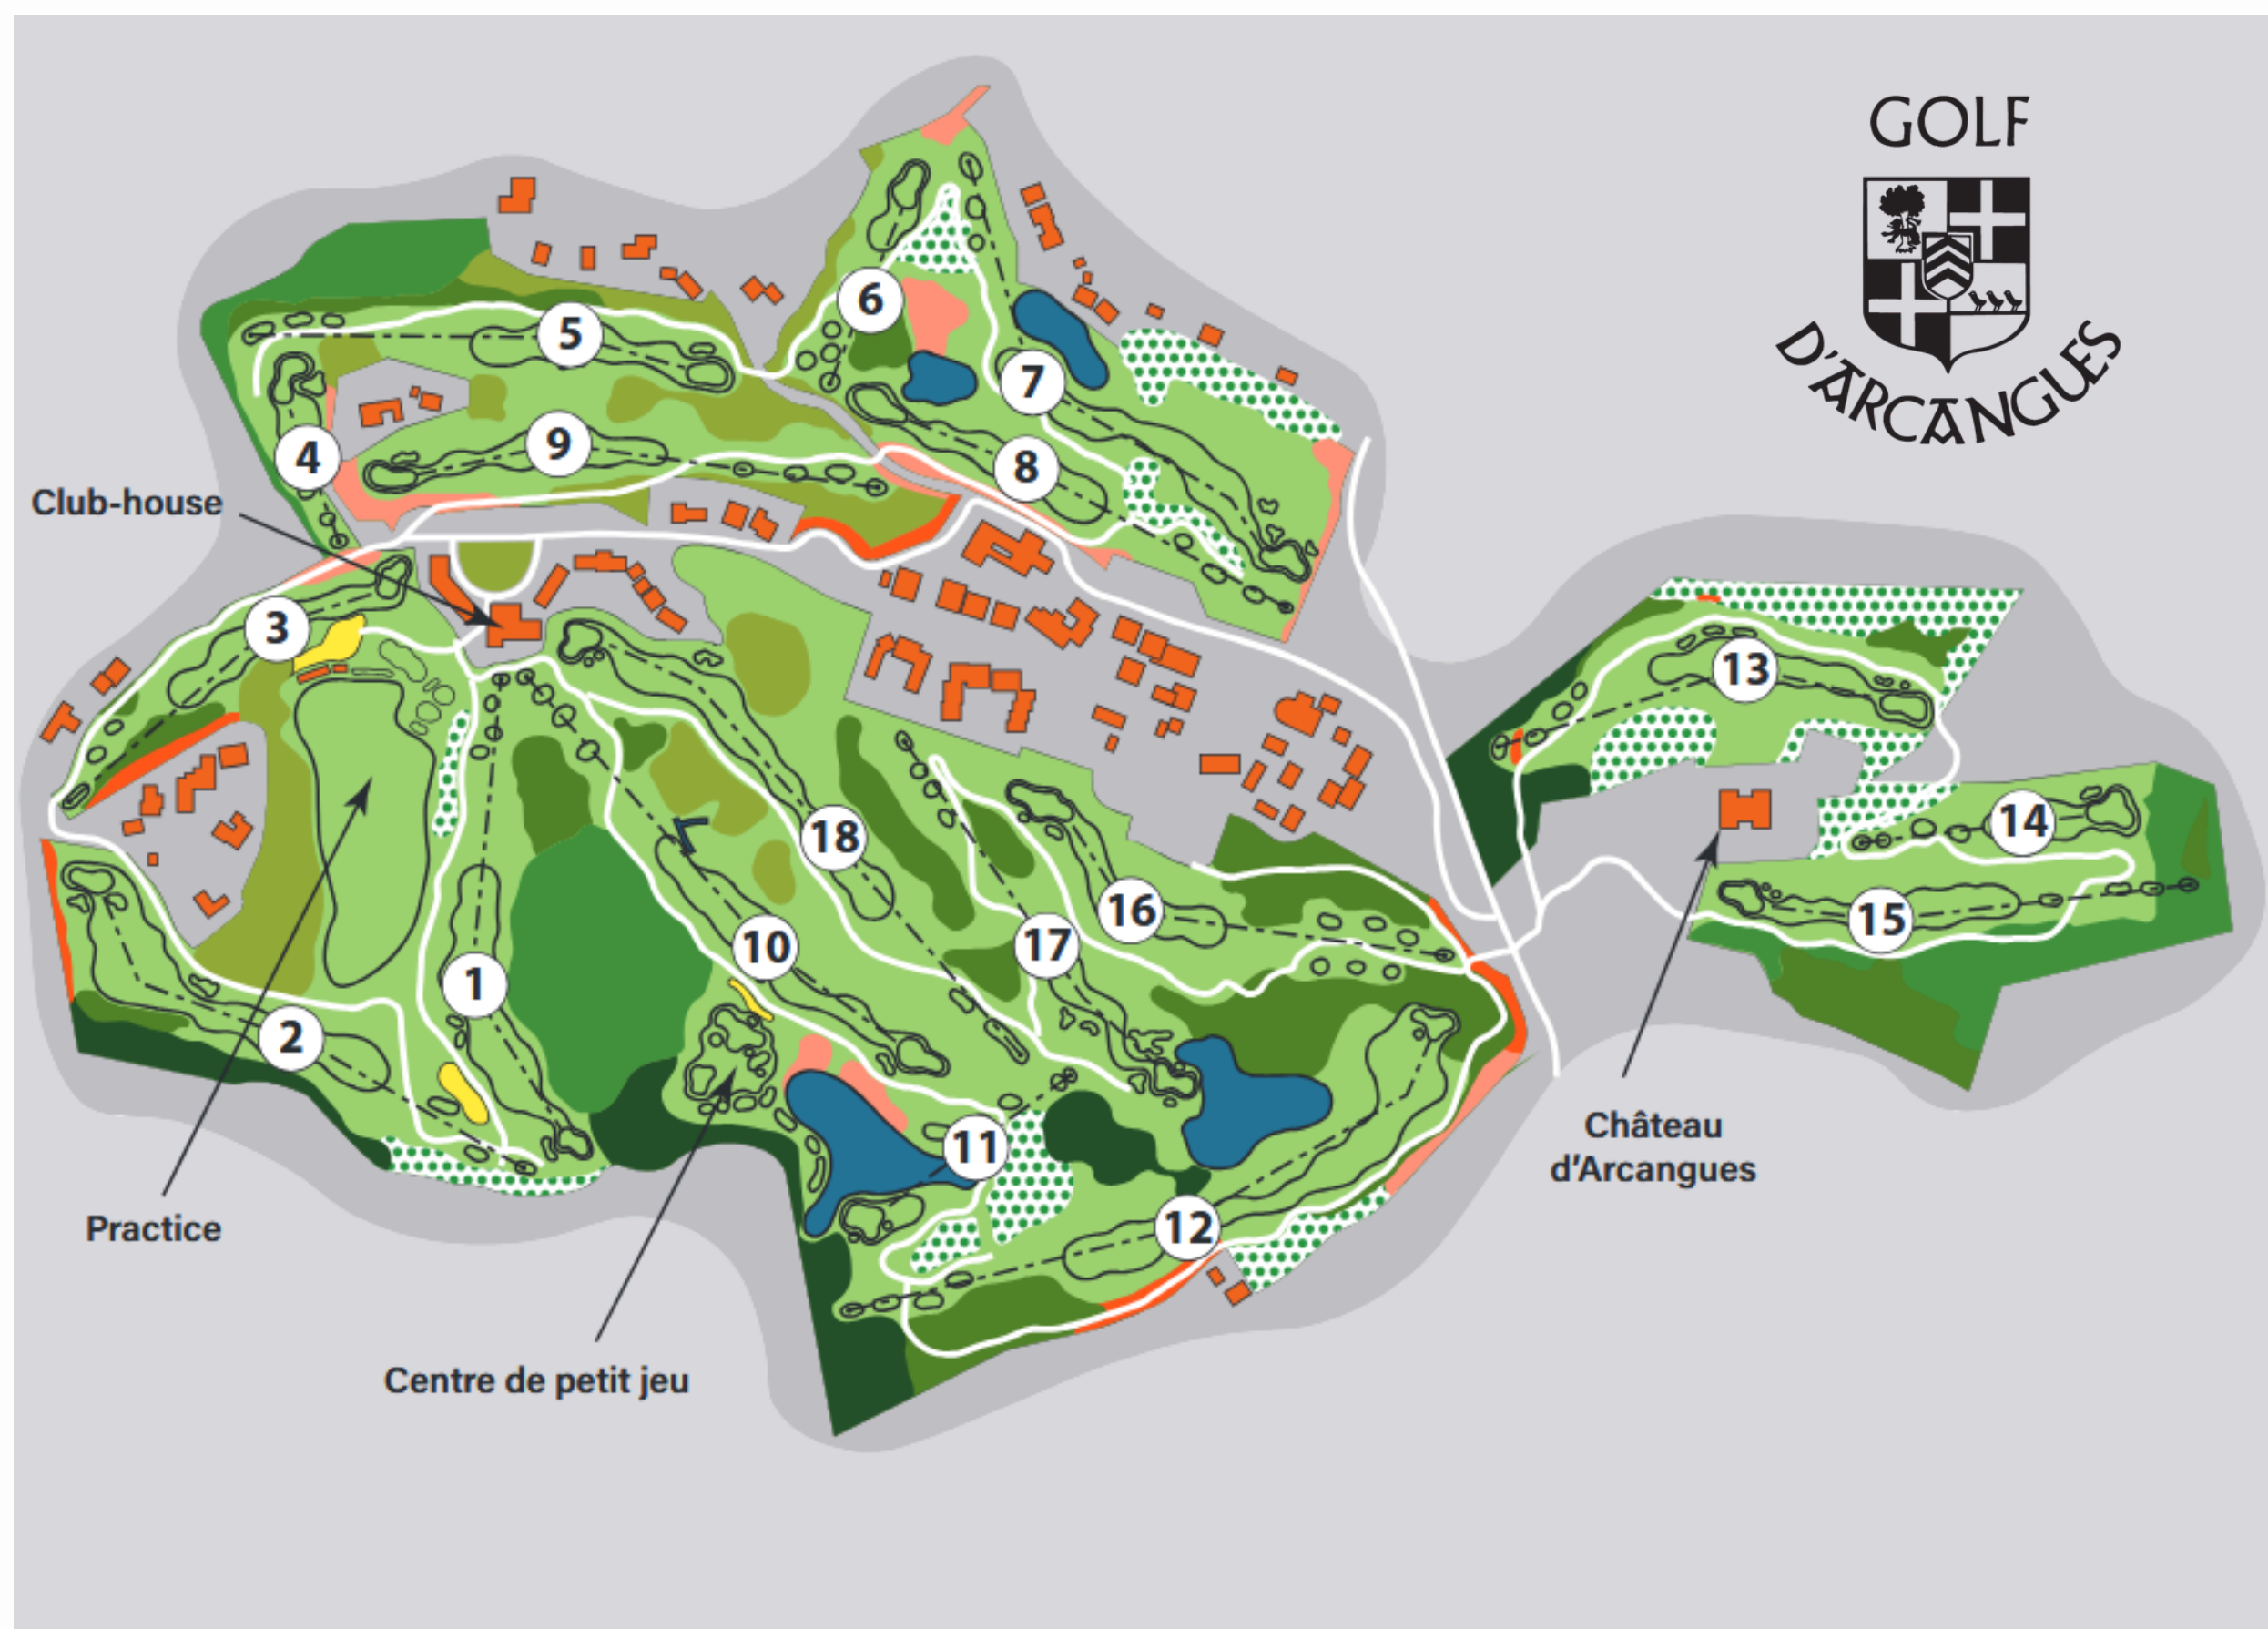 GOLF
D'ARCANGUES
6
5
7
9
4
8
Club-house
3
13
14
18
16
15
17
10
1
2
Château
d'Arcangues
11
12
Practice
Centre de petit jeu